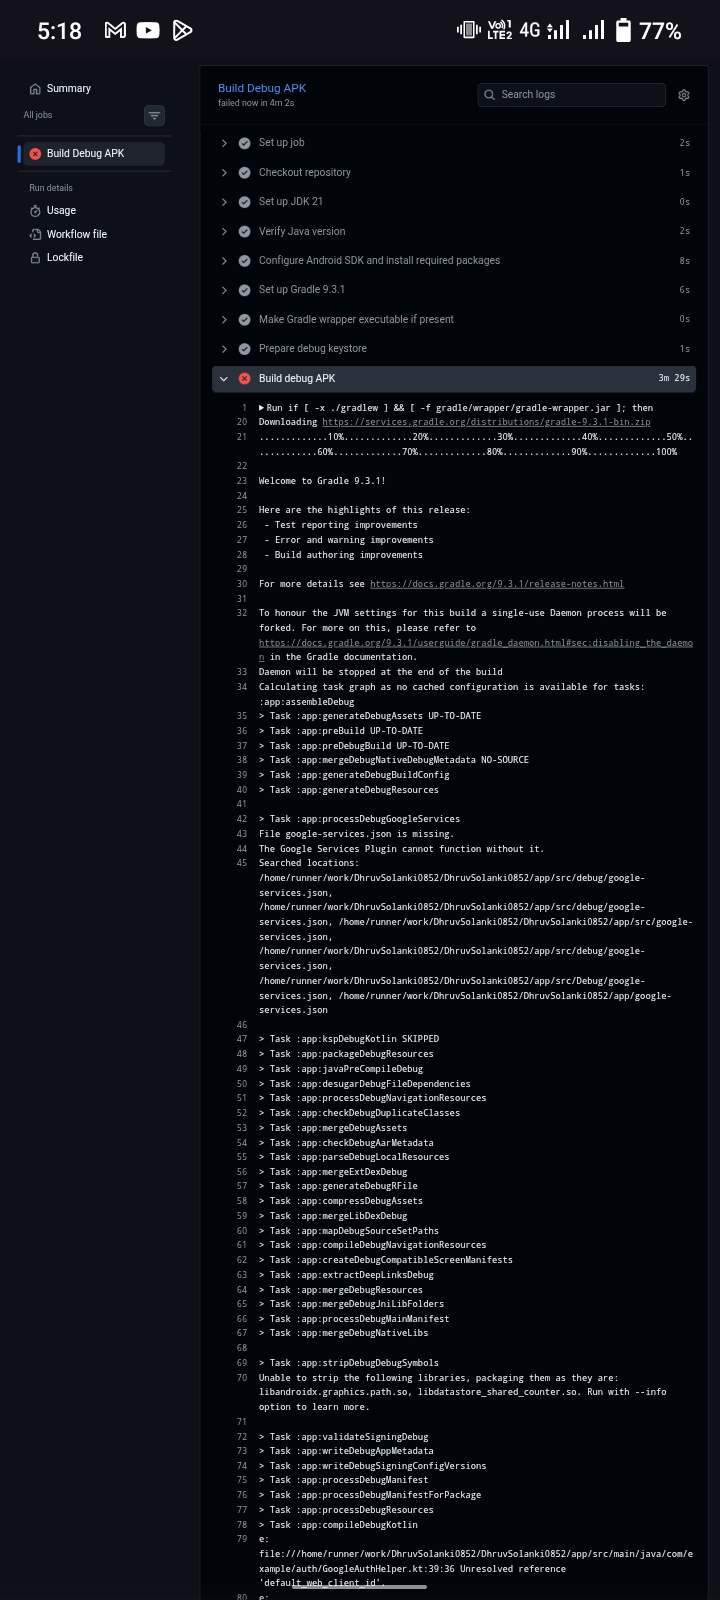 5:18
Vo))1
LTE2
4G
77%
Summary
All jobs
Build Debug APK
Run details
Usage
Workflow file
Lockfile
Build Debug APK
failed now in 4m 2s
Search logs
Set up job 2s
Checkout repository 1s
Set up JDK 21 0s
Verify Java version 2s
Configure Android SDK and install required packages 8s
Set up Gradle 9.3.1 6s
Make Gradle wrapper executable if present 0s
Prepare debug keystore 1s
Build debug APK 3m 29s
1 Run if [ -x ./gradlew ] && [ -f gradle/wrapper/gradle-wrapper.jar ]; then
20 Downloading https://services.gradle.org/distributions/gradle-9.3.1-bin.zip
21 .............10%.............20%.............30%.............40%.............50%..
...........60%.............70%.............80%.............90%.............100%
22
23 Welcome to Gradle 9.3.1!
24
25 Here are the highlights of this release:
26 - Test reporting improvements
27 - Error and warning improvements
28 - Build authoring improvements
29
30 For more details see https://docs.gradle.org/9.3.1/release-notes.html
31
32 To honour the JVM settings for this build a single-use Daemon process will be
forked. For more on this, please refer to
https://docs.gradle.org/9.3.1/userguide/gradle_daemon.html#sec:disabling_the_daemo
n in the Gradle documentation.
33 Daemon will be stopped at the end of the build
34 Calculating task graph as no cached configuration is available for tasks:
:app:assembleDebug
35 > Task :app:generateDebugAssets UP-TO-DATE
36 > Task :app:preBuild UP-TO-DATE
37 > Task :app:preDebugBuild UP-TO-DATE
38 > Task :app:mergeDebugNativeDebugMetadata NO-SOURCE
39 > Task :app:generateDebugBuildConfig
40 > Task :app:generateDebugResources
41
42 > Task :app:processDebugGoogleServices
43 File google-services.json is missing.
44 The Google Services Plugin cannot function without it.
45 Searched locations:
/home/runner/work/DhruvSolanki0852/DhruvSolanki0852/app/src/debug/google-
services.json,
/home/runner/work/DhruvSolanki0852/DhruvSolanki0852/app/src/debug/google-
services.json, /home/runner/work/DhruvSolanki0852/DhruvSolanki0852/app/src/google-
services.json,
/home/runner/work/DhruvSolanki0852/DhruvSolanki0852/app/src/debug/google-
services.json,
/home/runner/work/DhruvSolanki0852/DhruvSolanki0852/app/src/Debug/google-
services.json, /home/runner/work/DhruvSolanki0852/DhruvSolanki0852/app/google-
services.json
46
47 > Task :app:kspDebugKotlin SKIPPED
48 > Task :app:packageDebugResources
49 > Task :app:javaPreCompileDebug
50 > Task :app:desugarDebugFileDependencies
51 > Task :app:processDebugNavigationResources
52 > Task :app:checkDebugDuplicateClasses
53 > Task :app:mergeDebugAssets
54 > Task :app:checkDebugAarMetadata
55 > Task :app:parseDebugLocalResources
56 > Task :app:mergeExtDexDebug
57 > Task :app:generateDebugRFile
58 > Task :app:compressDebugAssets
59 > Task :app:mergeLibDexDebug
60 > Task :app:mapDebugSourceSetPaths
61 > Task :app:compileDebugNavigationResources
62 > Task :app:createDebugCompatibleScreenManifests
63 > Task :app:extractDeepLinksDebug
64 > Task :app:mergeDebugResources
65 > Task :app:mergeDebugJniLibFolders
66 > Task :app:processDebugMainManifest
67 > Task :app:mergeDebugNativeLibs
68
69 > Task :app:stripDebugDebugSymbols
70 Unable to strip the following libraries, packaging them as they are:
libandroidx.graphics.path.so, libdatastore_shared_counter.so. Run with --info
option to learn more.
71
72 > Task :app:validateSigningDebug
73 > Task :app:writeDebugAppMetadata
74 > Task :app:writeDebugSigningConfigVersions
75 > Task :app:processDebugManifest
76 > Task :app:processDebugManifestForPackage
77 > Task :app:processDebugResources
78 > Task :app:compileDebugKotlin
79 e:
file:///home/runner/work/DhruvSolanki0852/DhruvSolanki0852/app/src/main/java/com/e
xample/auth/GoogleAuthHelper.kt:39:36 Unresolved reference
'default_web_client_id'.
80 e: